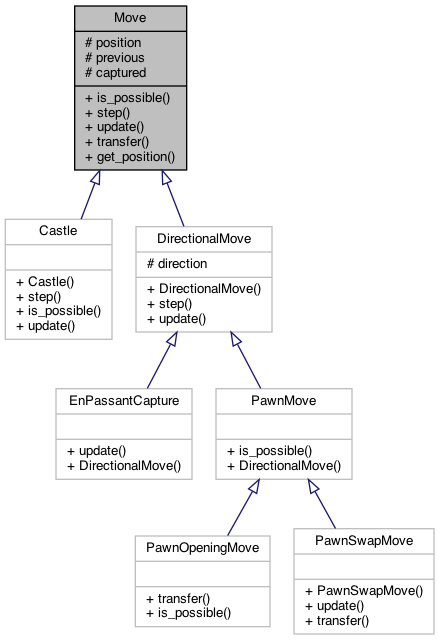 Move
# position
# previous
# captured
+ is_possible()
+ step()
+ update()
+ transfer()
+ get_position()
Castle
+ Castle()
+ step()
+ is_possible()
+ update()
DirectionalMove
# direction
+ DirectionalMove()
+ step()
+ update()
EnPassantCapture
+ update()
+ DirectionalMove()
PawnMove
+ is_possible()
+ DirectionalMove()
PawnOpeningMove
+ transfer()
+ is_possible()
PawnSwapMove
+ PawnSwapMove()
+ update()
+ transfer()